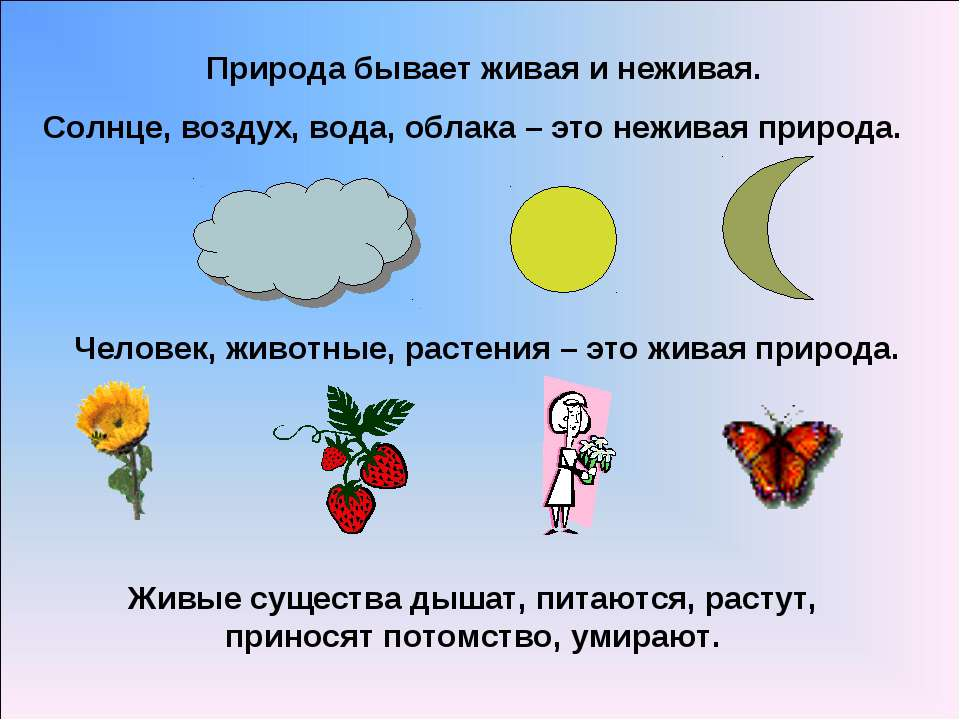 Природа бывает живая и неживая.
Солнце, воздух, вода, облака – это неживая природа.
Человек, животные, растения – это живая природа.
Живые существа дышат, питаются, растут,
приносят потомство, умирают.